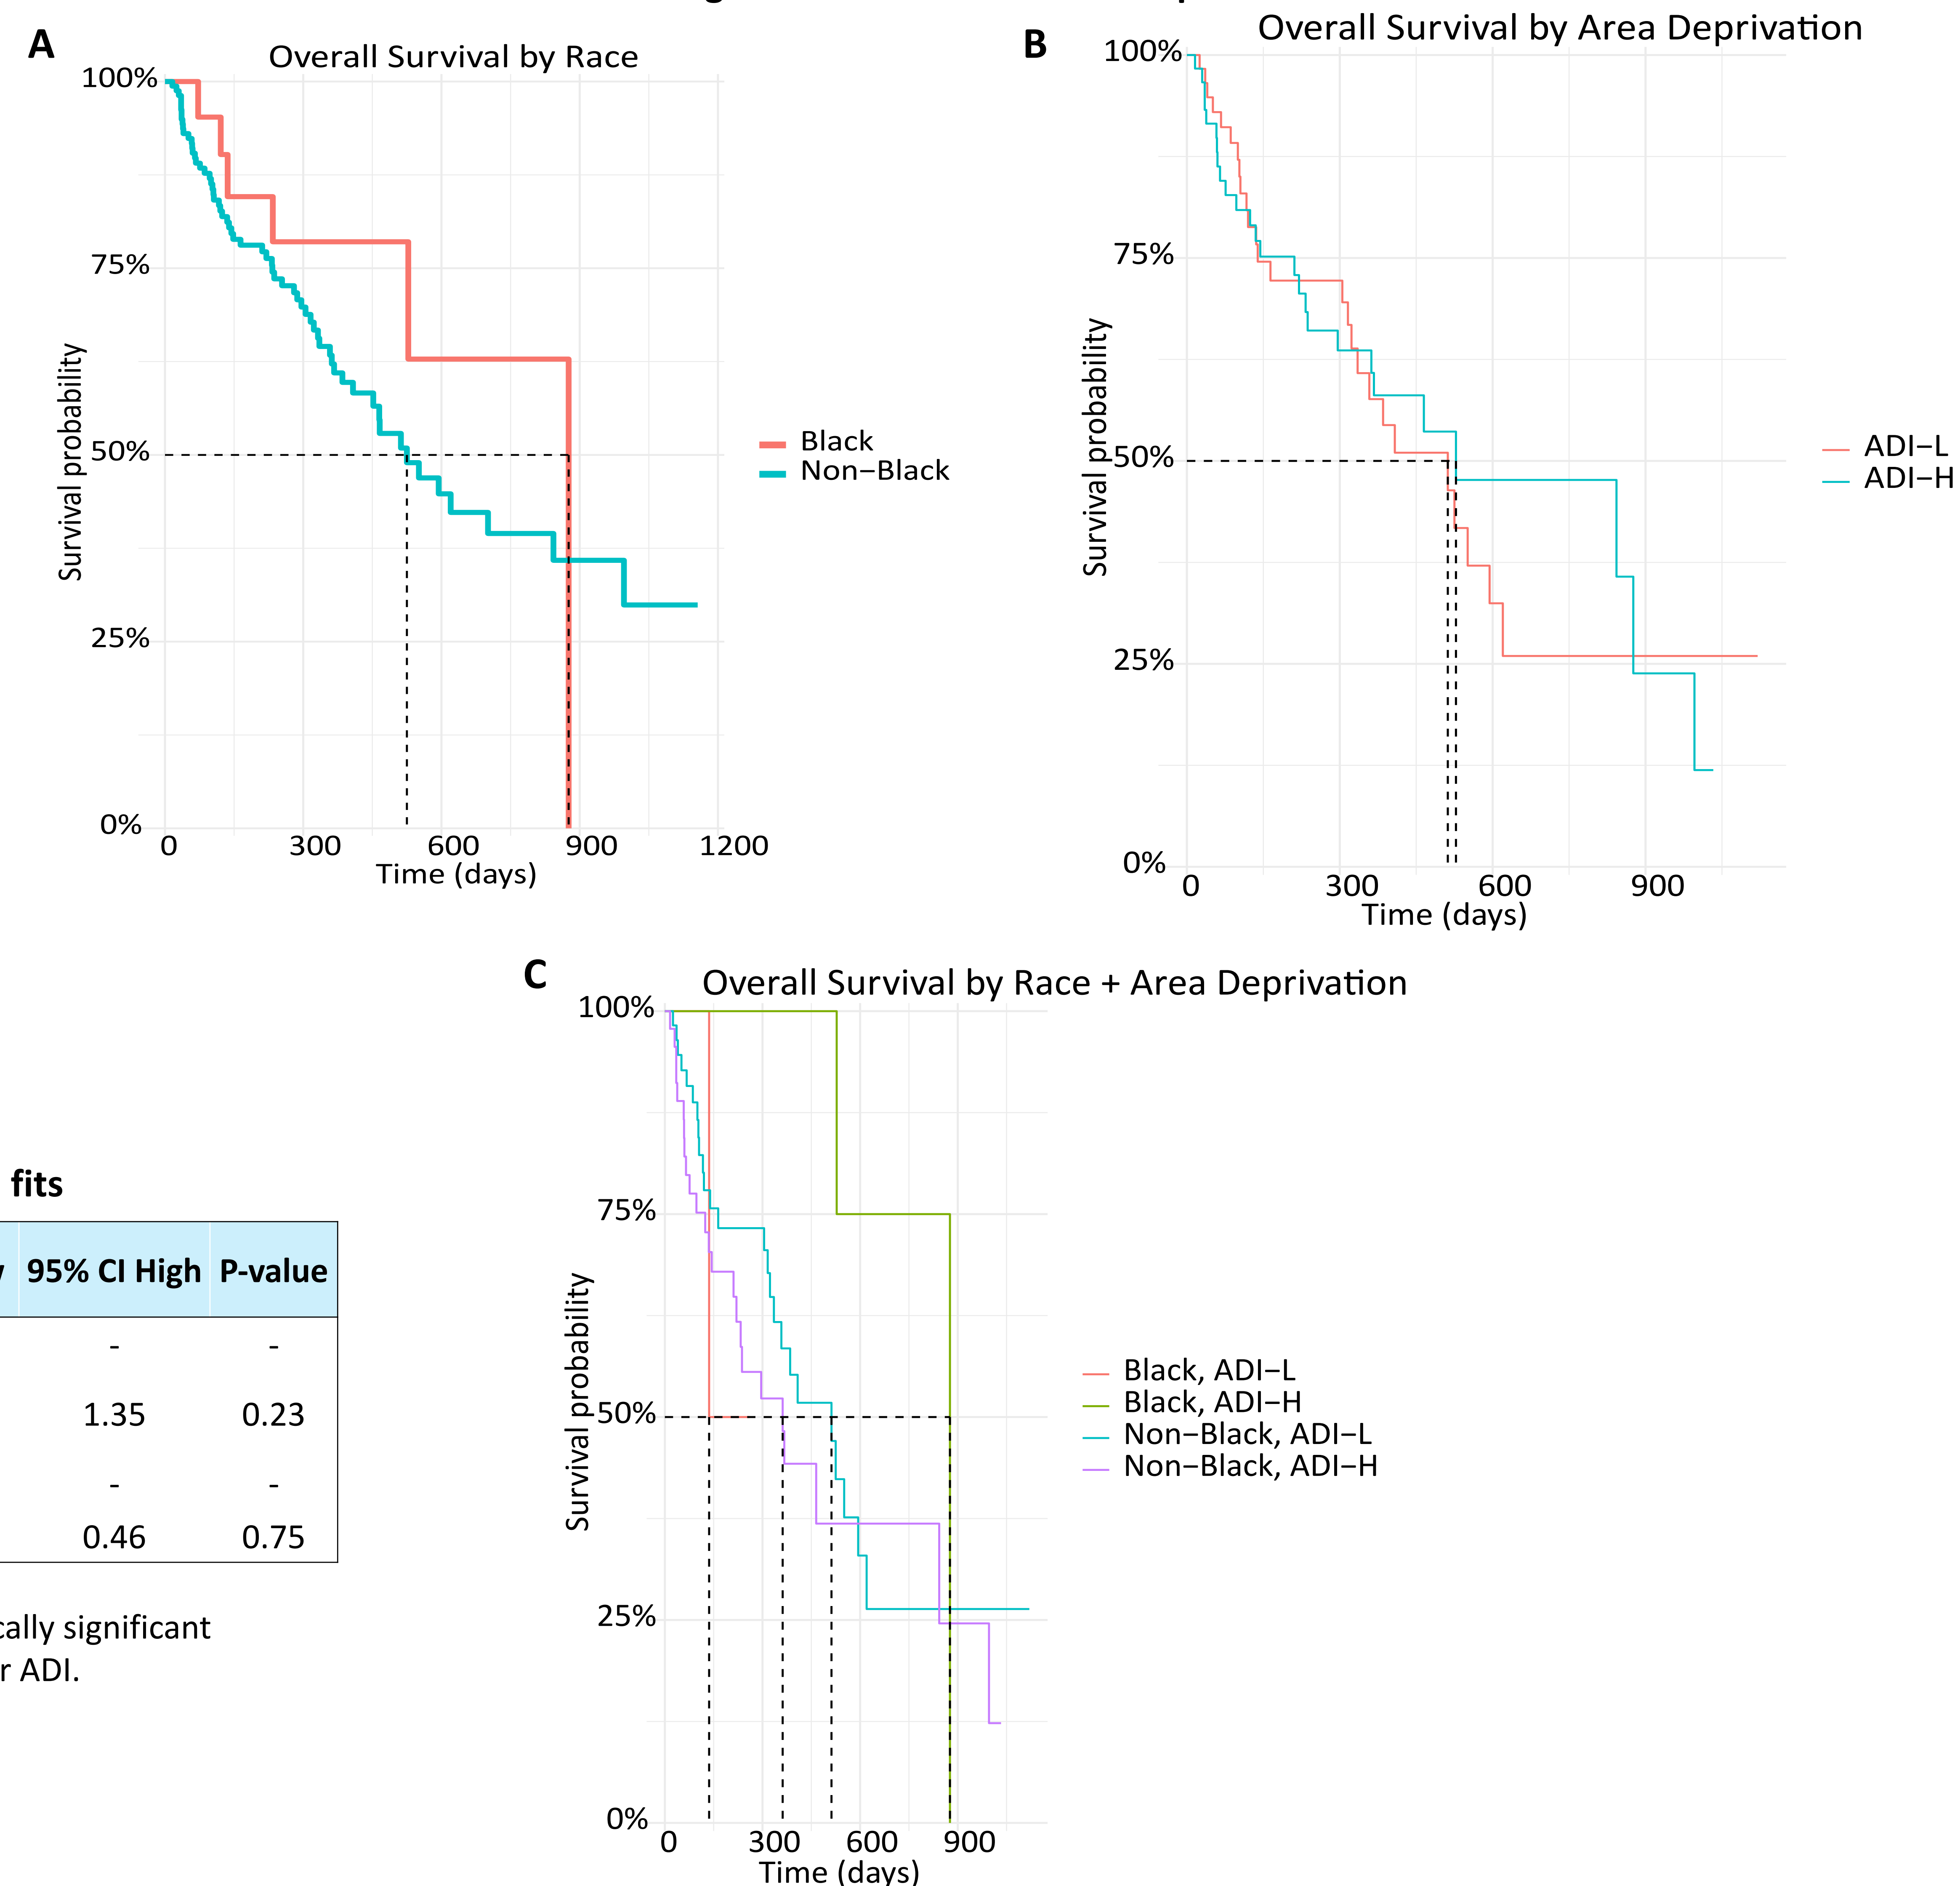 A
Overall Survival by Race
100%
75%
50%
25%
0%
0 300 600 900 1200
Time (days)
Survival probability
Black
Non−Black
B
Overall Survival by Area Deprivation
100%
75%
50%
25%
0%
0 300 600 900
Time (days)
Survival probability
ADI−L
ADI−H
C
Overall Survival by Race + Area Deprivation
100%
75%
50%
25%
0%
0 300 600 900
Time (days)
Survival probability
Black, ADI−L
Black, ADI−H
Non−Black, ADI−L
Non−Black, ADI−H
fits
95% CI High P-value
- -
1.35 0.23
- -
0.46 0.75
cally significant
r ADI.